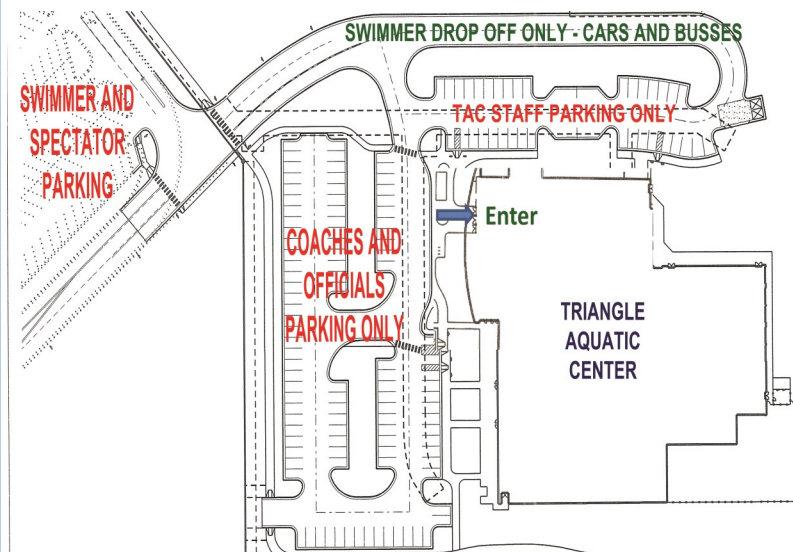 SWIMMER DROP OFF ONLY - CARS AND BUSSES
SWIMMER AND
SPECTATOR
PARKING
TAC STAFF PARKING ONLY
Enter
COACHES AND
OFFICIALS
PARKING ONLY
TRIANGLE
AQUATIC
CENTER